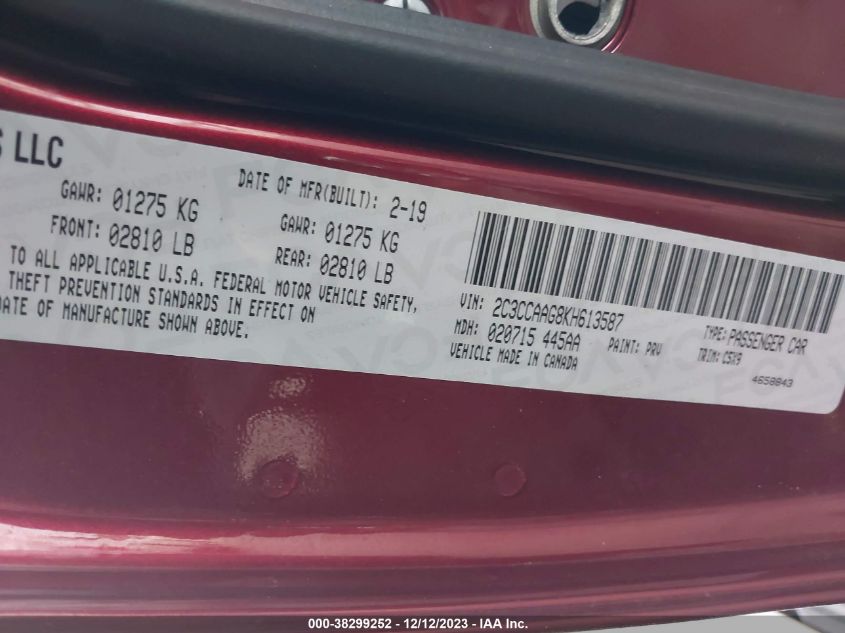 S LLC
DATE OF MFR(BUILT): 2-19
GAWR: 01275 KG
FRONT: 02810 LB
GAWR: 01275 KG
REAR: 02810 LB
TO ALL APPLICABLE U.S.A. FEDERAL MOTOR VEHICLE SAFETY,
THEFT PREVENTION STANDARDS IN EFFECT ON
DATE OF MANUFACTURE SHOWN ABOVE.
VIN: 2C3CCAAG8KH613587
TYPE: PASSENGER CAR
MDH: 020715 445AA
PAINT: PRV
TRIM: C5X9
VEHICLE MADE IN CANADA
4658843
000-38299252 - 12/12/2023 - IAA Inc.